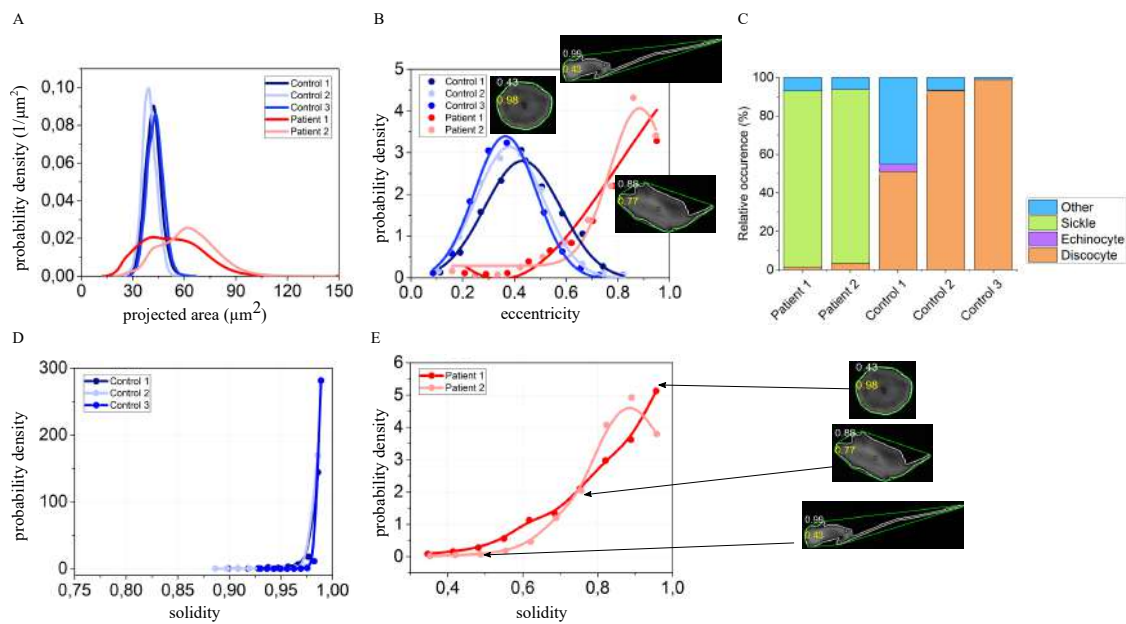 A
B
C
probability density (1/μm²)
0,10
0,08
0,06
0,04
0,02
0,00
0
30
60
90
120
150
projected area (μm²)
Control 1
Control 2
Control 3
Patient 1
Patient 2
probability density
5
4
3
2
1
0
0.0
0.2
0.4
0.6
0.8
1.0
eccentricity
Control 1
Control 2
Control 3
Patient 1
Patient 2
0.99
0.43
0.43
0.98
0.88
0.77
Relative occurence (%)
100
80
60
40
20
0
Patient 1
Patient 2
Control 1
Control 2
Control 3
Other
Sickle
Echinocyte
Discocyte
D
E
probability density
300
200
100
0
0,75
0,80
0,85
0,90
0,95
1,00
solidity
Control 1
Control 2
Control 3
probability density
6
5
4
3
2
1
0
0,4
0,6
0,8
1,0
solidity
Patient 1
Patient 2
0.43
0.98
0.88
0.77
0.99
0.43